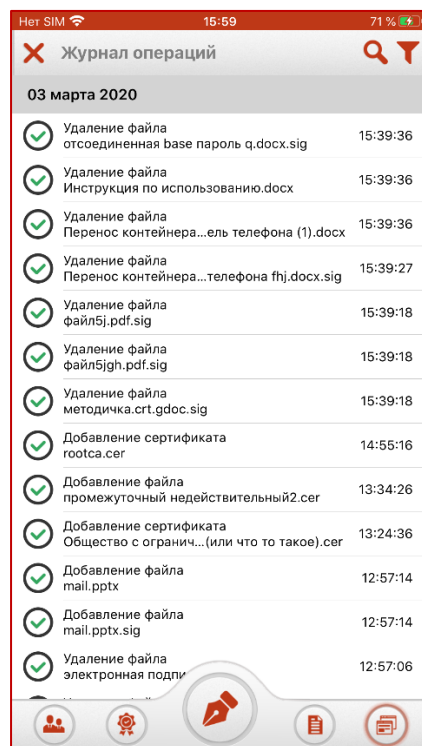 Нет SIM 15:59 71 %
Журнал операций
03 марта 2020
Удаление файла
отсоединенная base пароль q.docx.sig 15:39:36
Удаление файла
Инструкция по использованию.docx 15:39:36
Удаление файла
Перенос контейнера...ель телефона (1).docx 15:39:36
Удаление файла
Перенос контейнера...телефона fhj.docx.sig 15:39:27
Удаление файла
файл5j.pdf.sig 15:39:18
Удаление файла
файл5jgh.pdf.sig 15:39:18
Удаление файла
методичка.crt.gdoc.sig 15:39:18
Добавление сертификата
rootca.cer 14:55:16
Добавление файла
промежуточный недействительный2.cer 13:34:26
Добавление сертификата
Общество с огранич...(или что то такое).cer 13:24:36
Добавление файла
mail.pptx 12:57:14
Добавление файла
mail.pptx.sig 12:57:14
Удаление файла
электронная 12:57:06